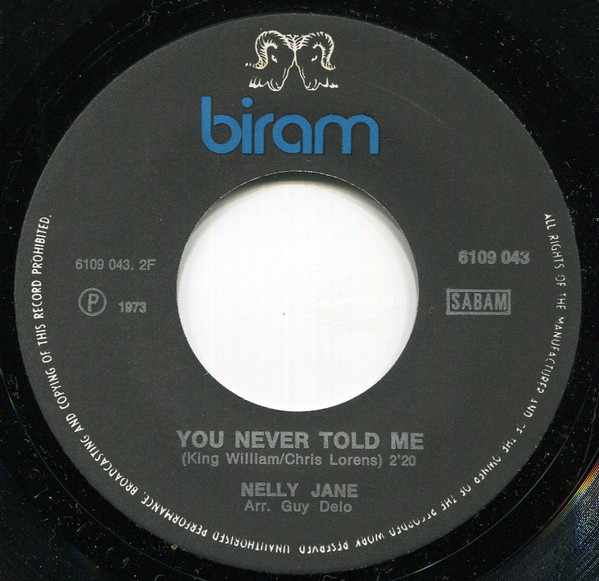 biram
6109 043. 2F
6109 043
P 1973
SABAM
YOU NEVER TOLD ME
(King William/Chris Lorens) 2'20
NELLY JANE
Arr. Guy Delo
ALL RIGHTS OF THE MANUFACTURER AND OF THE OWNER OF THE RECORDED WORK RESERVED. UNAUTHORISED PERFORMANCE, BROADCASTING AND COPYING OF THIS RECORD PROHIBITED.